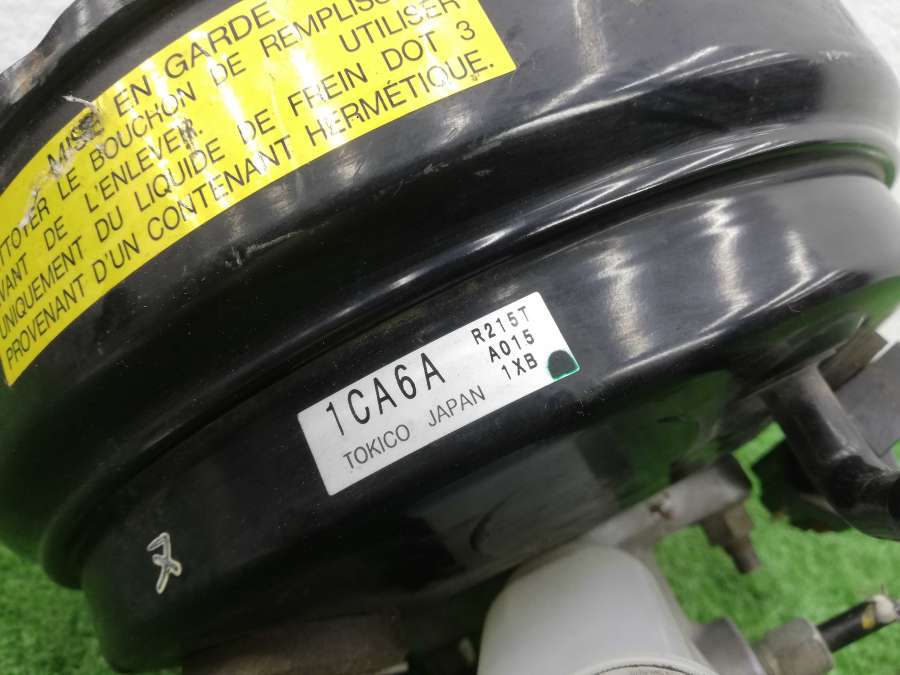 MISE EN GARDE
TTOYER LE BOUCHON DE REMPLISS
AVANT DE L'ENLEVER. UTILISER
UNIQUEMENT DU LIQUIDE DE FREIN DOT 3
PROVENANT D'UN CONTENANT HERMÉTIQUE.
1CA6A R215T
A015
TOKICO JAPAN 1XB